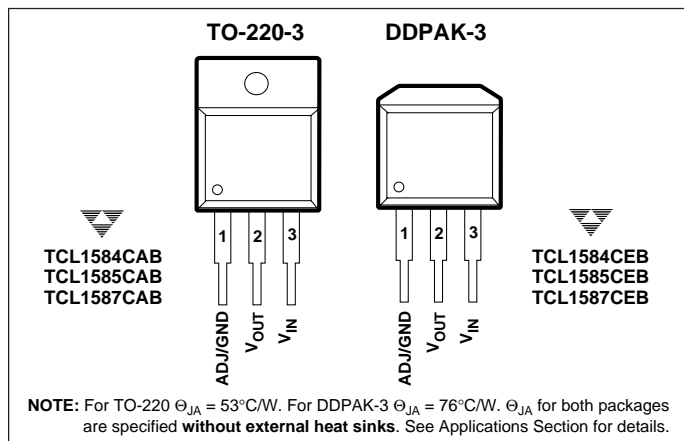 TO-220-3
DDPAK-3
1 2 3
1 2 3
TCL1584CAB
TCL1585CAB
TCL1587CAB
TCL1584CEB
TCL1585CEB
TCL1587CEB
ADJ/GND
VOUT
VIN
ADJ/GND
VOUT
VIN
NOTE: For TO-220 ΘJA = 53°C/W. For DDPAK-3 ΘJA = 76°C/W. ΘJA for both packages
are specified without external heat sinks. See Applications Section for details.